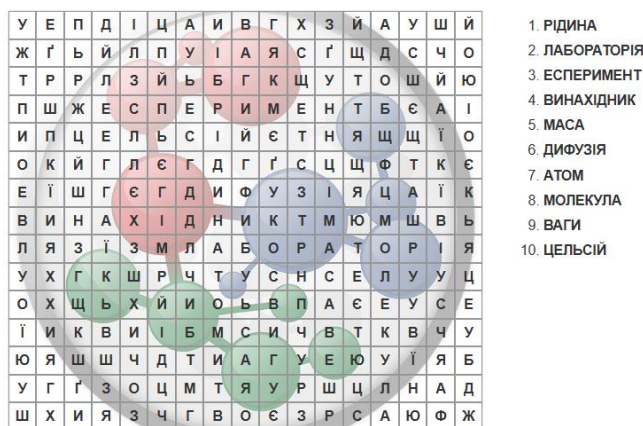 У Е П Д І Ц А И В Г Х З Й А У Ш Й
Ж Ґ Ь Й Л П У І А Я С Ґ Щ Д С Ч О
Т Р Р Л З Й Ь Б Г К Щ У Т О Ш Й Ю
П Ш Ж Е С П Е Р И М Е Н Т Б Є А І
И П Ц Е Л Ь С І Й Є Т Н Я Щ Щ Ї О
О К Й Г Л Є Г Д Г Ґ С Ц Щ Ф Т К Є
Е Ї Ш Г Є Г Д И Ф У З І Я Ц А Ї К
В И Н А Х І Д Н И К Т М Ю М Ш В Ь
Л Я З Ї З М Л А Б О Р А Т О Р І Я
У Х Г К Ш Р Ч Т У С Н С Е Л У У Ц
О Х Щ Ь Х Й И О Ь В П А Є Е У С Е
Ї И К В И І Б М С И Ч В Т К В Ч У
Ю Я Ш Ш Ч Д Т И А Г У Е Ю У Ї Я Б
У Г Ґ З О Ц М Т Я У Р Ш Ц Л Н А Д
Ш Х И Я З Ч Г В О Є З Р С А Ю Ф Ж
1. РІДИНА
2. ЛАБОРАТОРІЯ
3. ЕСПЕРИМЕНТ
4. ВИНАХІДНИК
5. МАСА
6. ДИФУЗІЯ
7. АТОМ
8. МОЛЕКУЛА
9. ВАГИ
10. ЦЕЛЬСІЙ